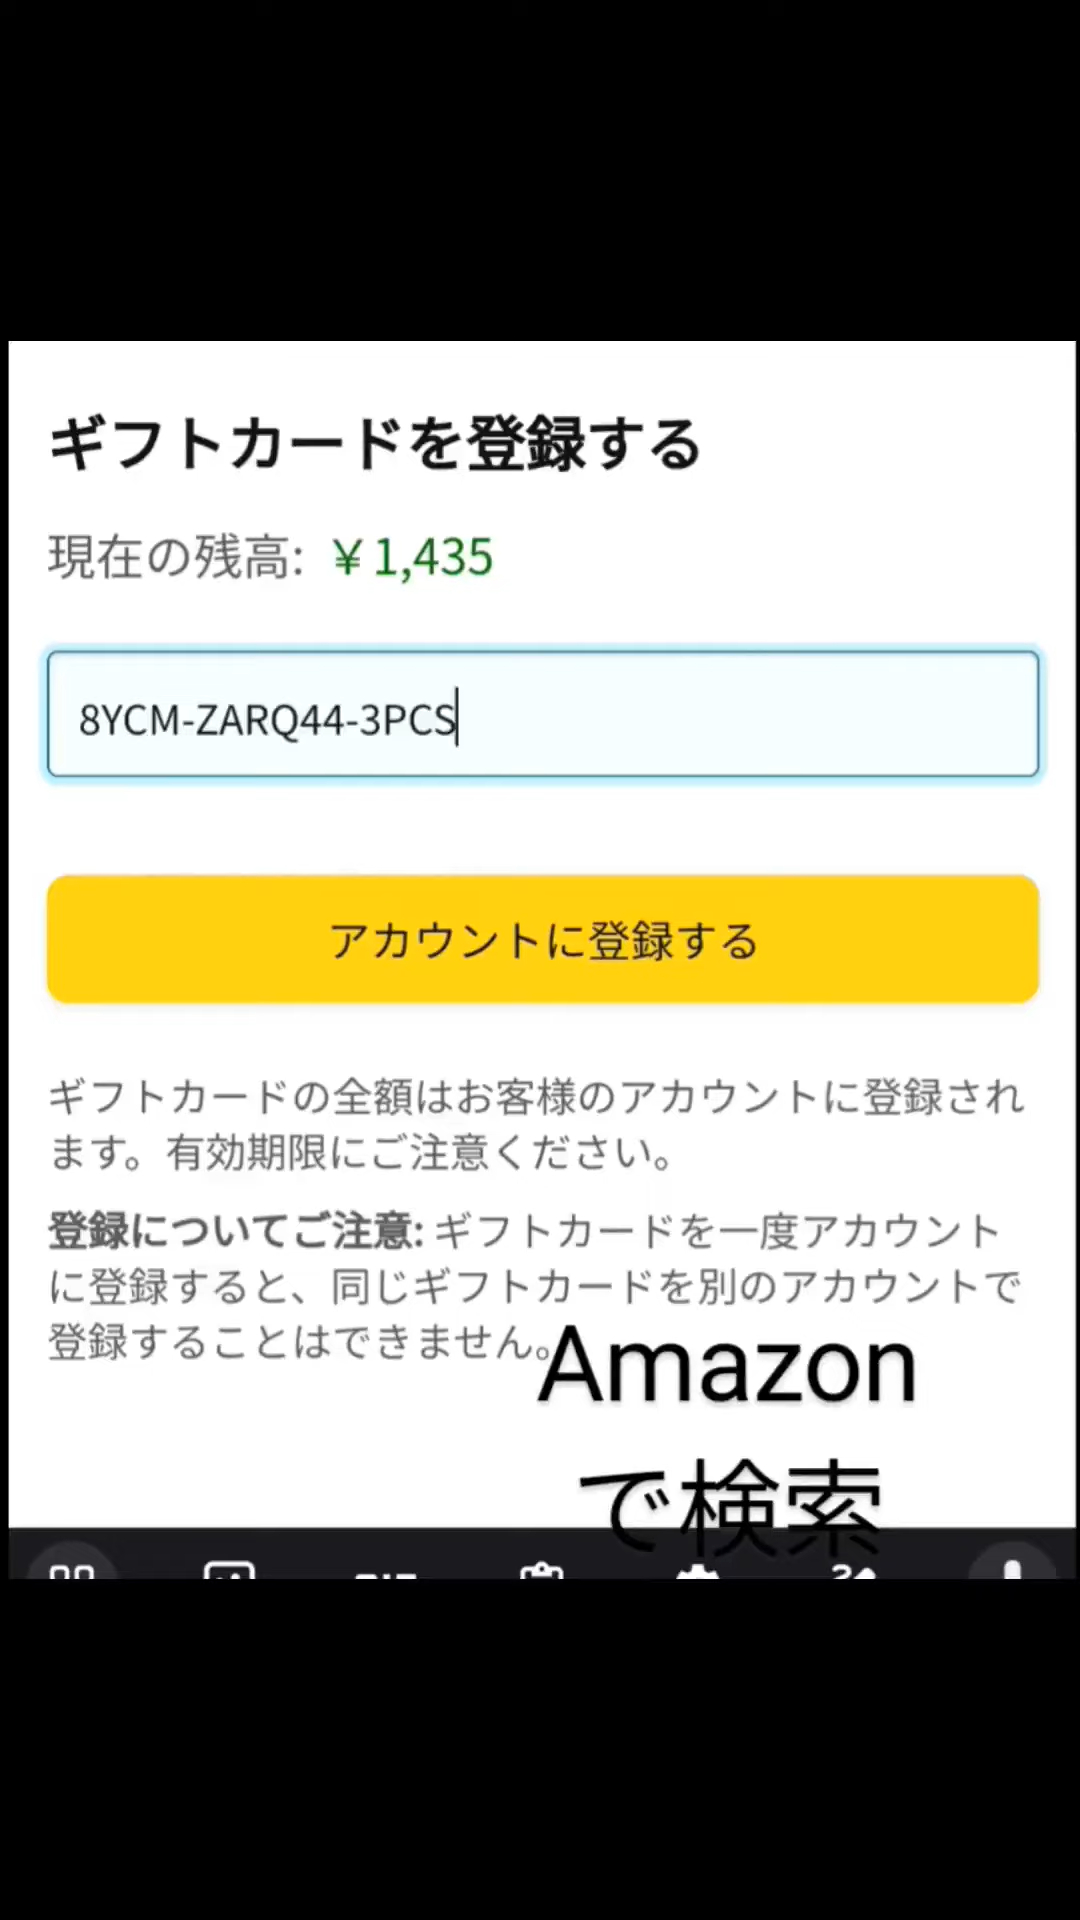 ギフトカードを登録する
現在の残高: ￥1,435
8YCM-ZARQ44-3PCS
アカウントに登録する
ギフトカードの全額はお客様のアカウントに登録され
ます。有効期限にご注意ください。
登録についてご注意: ギフトカードを一度アカウント
に登録すると、同じギフトカードを別のアカウントで
登録することはできません。
Amazon
で検索